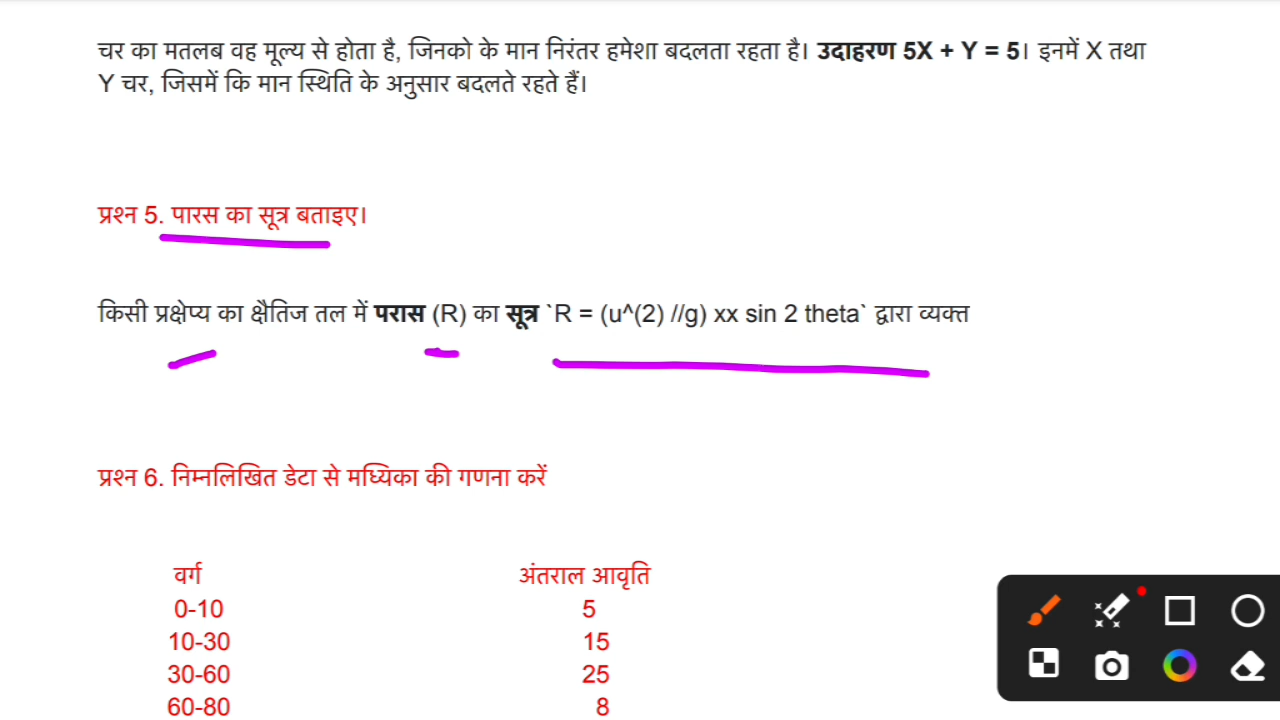 चर का मतलब वह मूल्य से होता है, जिनको के मान निरंतर हमेशा बदलता रहता है। उदाहरण 5X + Y = 5। इनमें X तथा
Y चर, जिसमें कि मान स्थिति के अनुसार बदलते रहते हैं।
प्रश्न 5. पारस का सूत्र बताइए।
किसी प्रक्षेप्य का क्षैतिज तल में परास (R) का सूत्र `R = (u^(2) //g) xx sin 2 theta` द्वारा व्यक्त
प्रश्न 6. निम्नलिखित डेटा से मध्यिका की गणना करें
वर्ग अंतराल आवृति
0-10 5
10-30 15
30-60 25
60-80 8